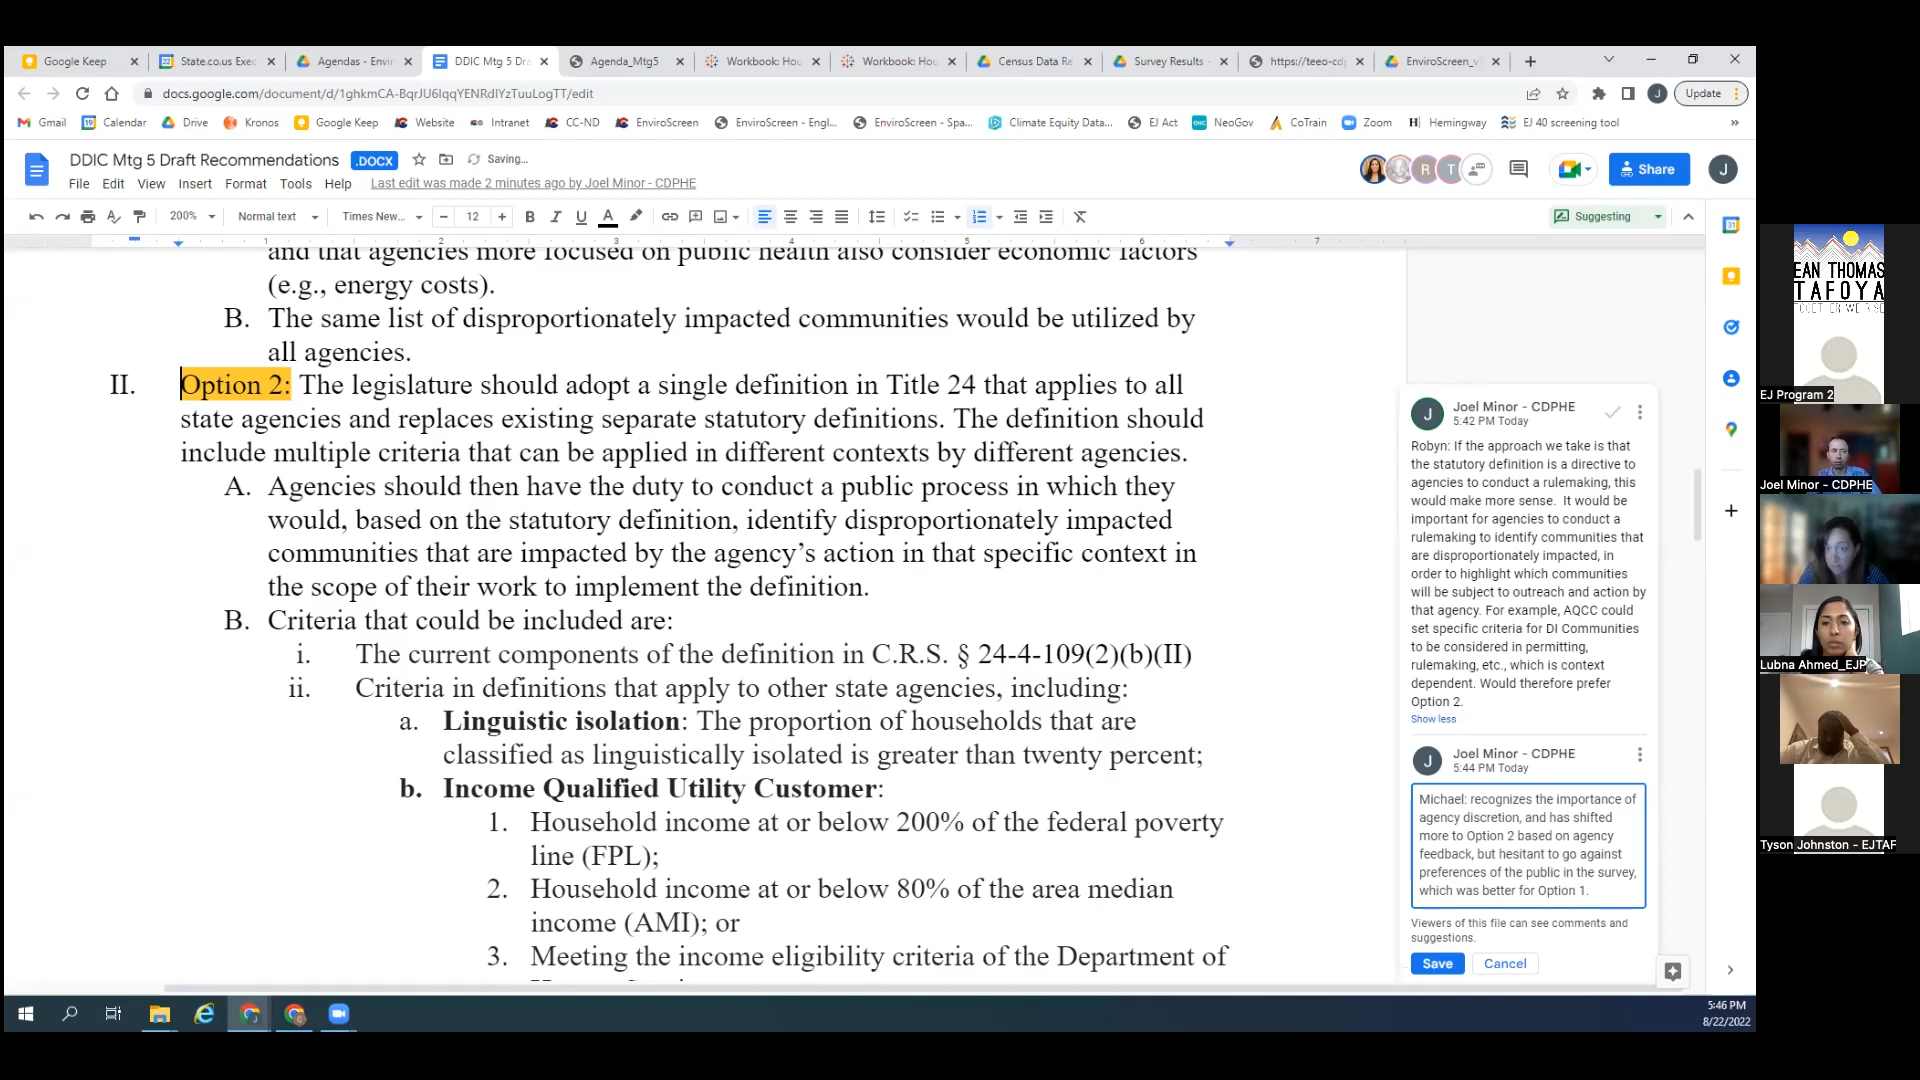 Google Keep
State.co.us Exec
Agendas - Envir
DDIC Mtg 5 Dra
Agenda_Mtg5
Workbook: Hou
Workbook: Hou
Census Data Re
Survey Results -
https://teeo-cdp
EnviroScreen_v
docs.google.com/document/d/1ghkmCA-BqrJU6IqqYENRdIYzTuuLogTT/edit
J
Update
Gmail
Calendar
Drive
Kronos
Google Keep
Website
Intranet
CC-ND
EnviroScreen
EnviroScreen - Engl...
EnviroScreen - Spa...
Climate Equity Data...
EJ Act
NeoGov
CoTrain
Zoom
Hemingway
EJ 40 screening tool
DDIC Mtg 5 Draft Recommendations .DOCX Saving...
File Edit View Insert Format Tools Help Last edit was made 2 minutes ago by Joel Minor - CDPHE
R T
Share
J
200% Normal text Times New... 12 B I U A
Suggesting
1 2 3 4 5 6 7
and that agencies more focused on public health also consider economic factors
(e.g., energy costs).
B. The same list of disproportionately impacted communities would be utilized by
all agencies.
II. Option 2: The legislature should adopt a single definition in Title 24 that applies to all
state agencies and replaces existing separate statutory definitions. The definition should
include multiple criteria that can be applied in different contexts by different agencies.
A. Agencies should then have the duty to conduct a public process in which they
would, based on the statutory definition, identify disproportionately impacted
communities that are impacted by the agency's action in that specific context in
the scope of their work to implement the definition.
B. Criteria that could be included are:
i. The current components of the definition in C.R.S. § 24-4-109(2)(b)(II)
ii. Criteria in definitions that apply to other state agencies, including:
a. Linguistic isolation: The proportion of households that are
classified as linguistically isolated is greater than twenty percent;
b. Income Qualified Utility Customer:
1. Household income at or below 200% of the federal poverty
line (FPL);
2. Household income at or below 80% of the area median
income (AMI); or
3. Meeting the income eligibility criteria of the Department of
J
Joel Minor - CDPHE
5:42 PM Today
Robyn: If the approach we take is that
the statutory definition is a directive to
agencies to conduct a rulemaking, this
would make more sense. It would be
important for agencies to conduct a
rulemaking to identify communities that
are disproportionately impacted, in
order to highlight which communities
will be subject to outreach and action by
that agency. For example, AQCC could
set specific criteria for DI Communities
to be considered in permitting,
rulemaking, etc., which is context
dependent. Would therefore prefer
Option 2.
Show less
J
Joel Minor - CDPHE
5:44 PM Today
Michael: recognizes the importance of
agency discretion, and has shifted
more to Option 2 based on agency
feedback, but hesitant to go against
preferences of the public in the survey,
which was better for Option 1.
Viewers of this file can see comments and
suggestions.
Save Cancel
5:46 PM
8/22/2022
EAN THOMAS
TAFOYA
EJ Program 2
Joel Minor - CDPHE
Lubna Ahmed_EJP
Tyson Johnston - EJTAF